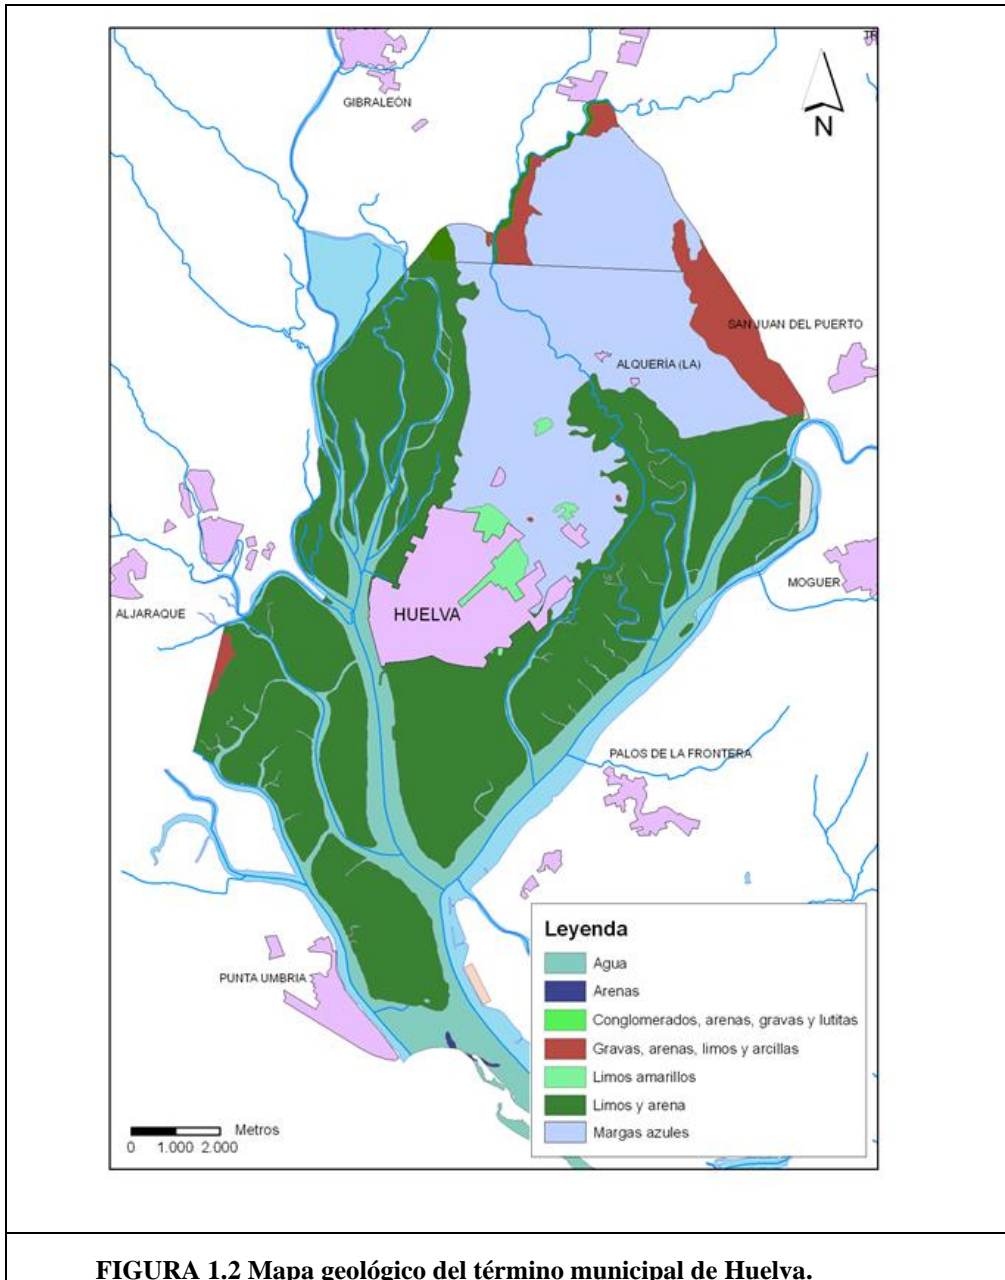 TR
GIBRALEÓN
N
SAN JUAN DEL PUERTO
ALQUERÍA (LA)
MOGUER
ALJARAQUE
HUELVA
PALOS DE LA FRONTERA
PUNTA UMBRIA
Leyenda
Agua
Arenas
Conglomerados, arenas, gravas y lutitas
Gravas, arenas, limos y arcillas
Limos amarillos
Limos y arena
Margas azules
Metros
0 1.000 2.000
FIGURA 1.2 Mapa geológico del término municipal de Huelva.